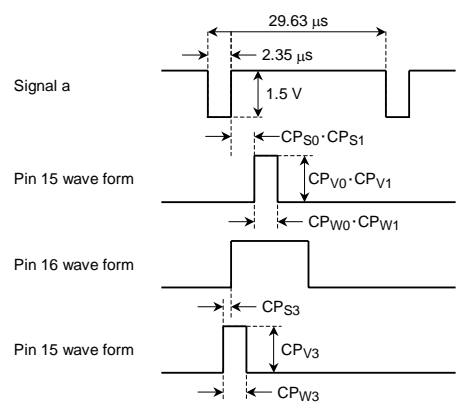 29.63 μs
2.35 μs
Signal a
1.5 V
CPS0·CPS1
Pin 15 wave form
CPV0·CPV1
CPW0·CPW1
Pin 16 wave form
CPS3
Pin 15 wave form
CPV3
CPW3